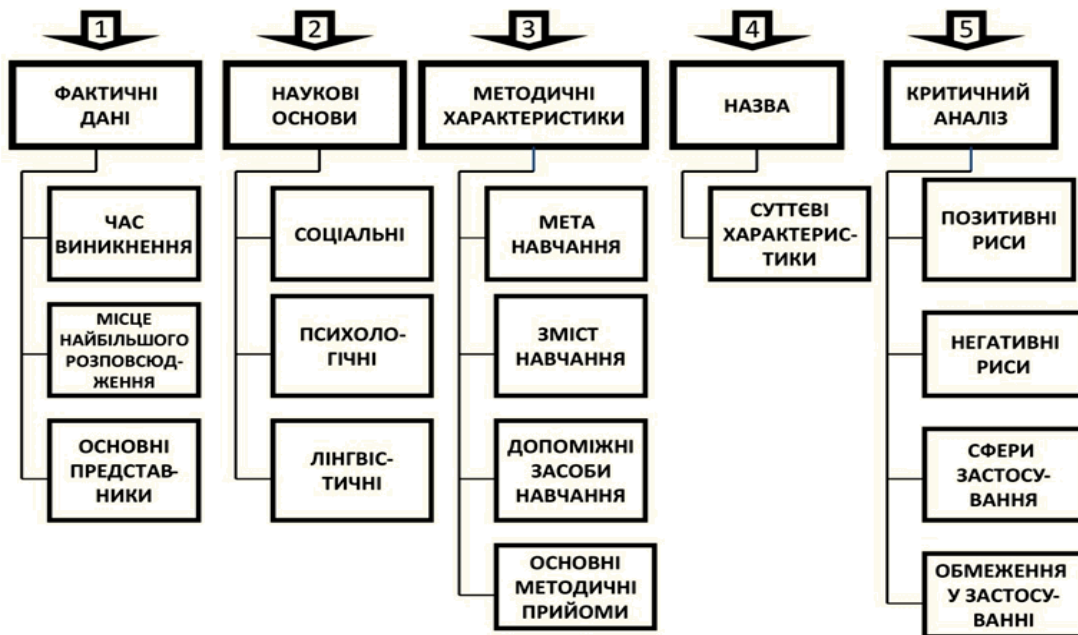 1
ФАКТИЧНІ
ДАНІ
ЧАС
ВИНИКНЕННЯ
МІСЦЕ
НАЙБІЛЬШОГО
РОЗПОВСЮД-
ЖЕННЯ
ОСНОВНІ
ПРЕДСТАВ-
НИКИ
2
НАУКОВІ
ОСНОВИ
СОЦІАЛЬНІ
ПСИХОЛО-
ГІЧНІ
ЛІНГВІС-
ТИЧНІ
3
МЕТОДИЧНІ
ХАРАКТЕРИСТИКИ
МЕТА
НАВЧАННЯ
ЗМІСТ
НАВЧАННЯ
ДОПОМІЖНІ
ЗАСОБИ
НАВЧАННЯ
ОСНОВНІ
МЕТОДИЧНІ
ПРИЙОМИ
4
НАЗВА
СУТТЄВІ
ХАРАКТЕРИС-
ТИКИ
5
КРИТИЧНИЙ
АНАЛІЗ
ПОЗИТИВНІ
РИСИ
НЕГАТИВНІ
РИСИ
СФЕРИ
ЗАСТОСУ-
ВАННЯ
ОБМЕЖЕННЯ
У ЗАСТОСУ-
ВАННІ